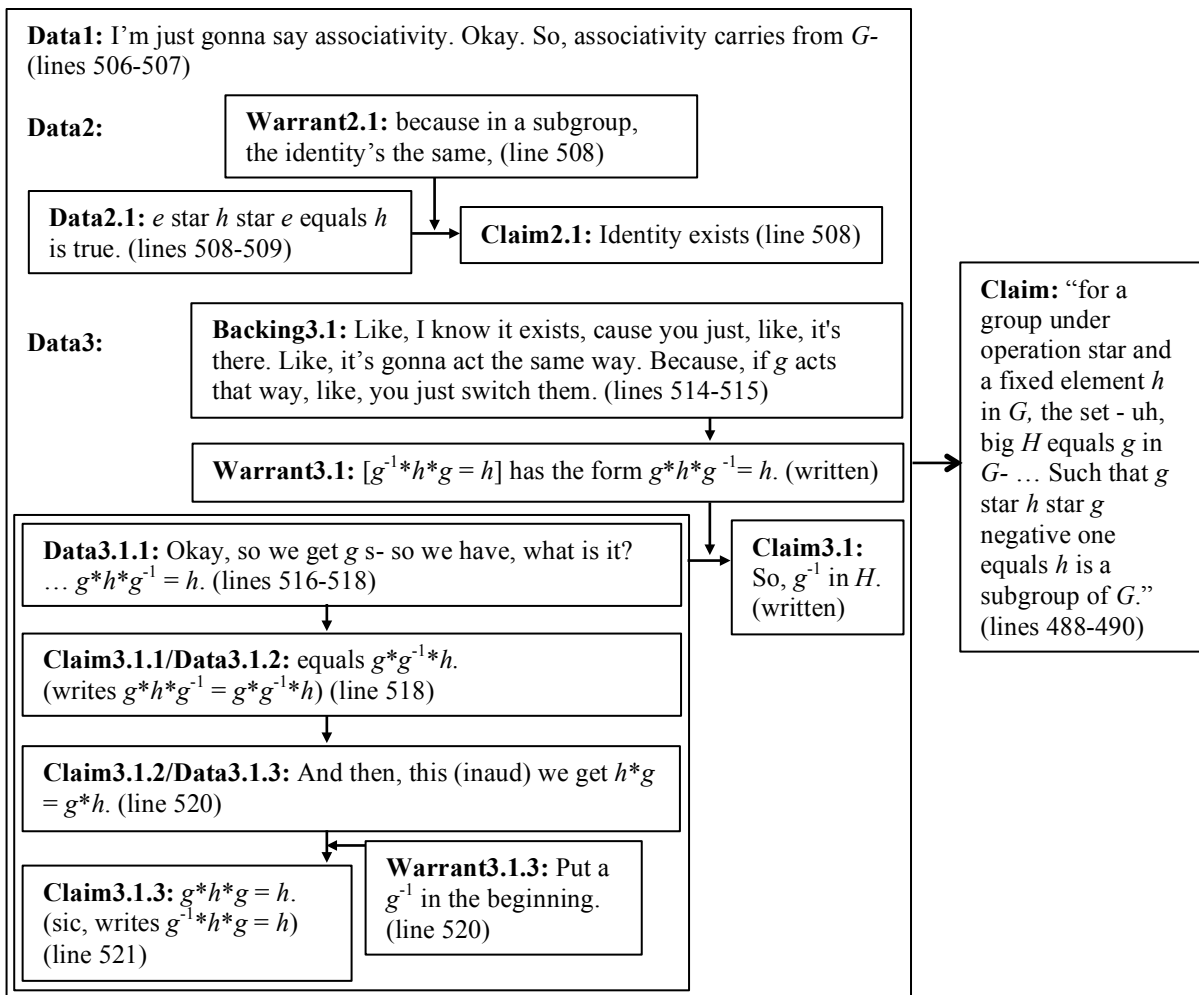 Data1: I’m just gonna say associativity. Okay. So, associativity carries from G-
(lines 506-507)
Data2:
Warrant2.1: because in a subgroup,
the identity’s the same, (line 508)
Data2.1: e star h star e equals h
is true. (lines 508-509)
Claim2.1: Identity exists (line 508)
Data3:
Backing3.1: Like, I know it exists, cause you just, like, it's
there. Like, it’s gonna act the same way. Because, if g acts
that way, like, you just switch them. (lines 514-515)
Warrant3.1: [g⁻¹*h*g = h] has the form g*h*g ⁻¹= h. (written)
Data3.1.1: Okay, so we get g s- so we have, what is it?
… g*h*g⁻¹ = h. (lines 516-518)
Claim3.1:
So, g⁻¹ in H.
(written)
Claim3.1.1/Data3.1.2: equals g*g⁻¹*h.
(writes g*h*g⁻¹ = g*g⁻¹*h) (line 518)
Claim3.1.2/Data3.1.3: And then, this (inaud) we get h*g
= g*h. (line 520)
Warrant3.1.3: Put a
g⁻¹ in the beginning.
(line 520)
Claim3.1.3: g*h*g = h.
(sic, writes g⁻¹*h*g = h)
(line 521)
Claim: “for a
group under
operation star and
a fixed element h
in G, the set - uh,
big H equals g in
G- … Such that g
star h star g
negative one
equals h is a
subgroup of G.”
(lines 488-490)